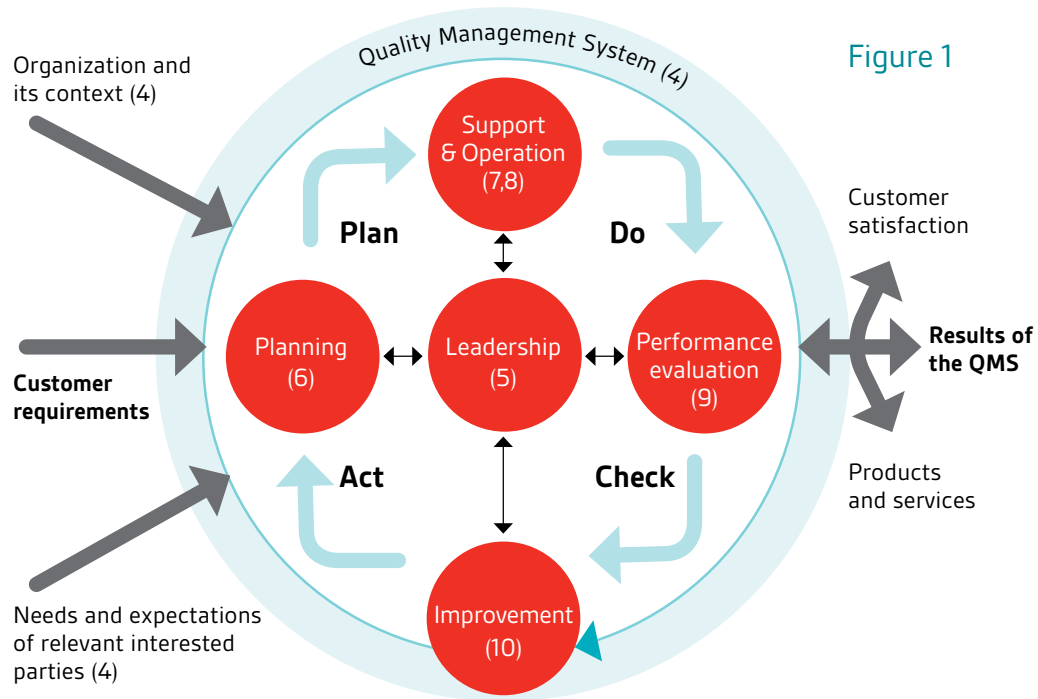 Figure 1
Quality Management System (4)
Organization and
its context (4)
Customer
requirements
Needs and expectations
of relevant interested
parties (4)
Support
& Operation
(7,8)
Plan
Do
Planning
(6)
Leadership
(5)
Performance
evaluation
(9)
Act
Check
Improvement
(10)
Customer
satisfaction
Results of
the QMS
Products
and services